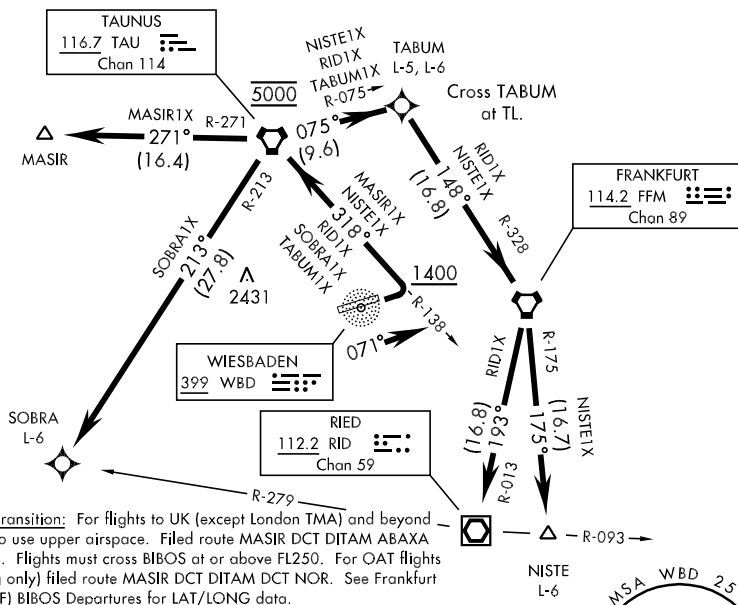 TAUNUS
116.7 TAU
Chan 114
NISTE1X
RID1X
TABUM1X
R-075
TABUM
L-5, L-6
5000
Cross TABUM
at TL.
MASIR1X
R-271
271°
(16.4)
MASIR
075°
(9.6)
RID1X
NISTE1X
148°
(16.8)
R-328
FRANKFURT
114.2 FFM
Chan 89
R-213
SOBRA1X
213°
(27.8)
2431
MASIR1X
NISTE1X
318°
RID1X
SOBRA1X
TABUM1X
1400
R-138
071°
WIESBADEN
399 WBD
RID1X
R-175
(16.8)
193°
R-013
(16.7)
175°
NISTE1X
SOBRA
L-6
RIED
112.2 RID
Chan 59
R-279
R-093
NISTE
L-6
ransition: For flights to UK (except London TMA) and beyond
o use upper airspace. Filed route MASIR DCT DITAM ABAXA
. Flights must cross BIBOS at or above FL250. For OAT flights
only) filed route MASIR DCT DITAM DCT NOR. See Frankfurt
F) BIBOS Departures for LAT/LONG data.
MSA WBD 25